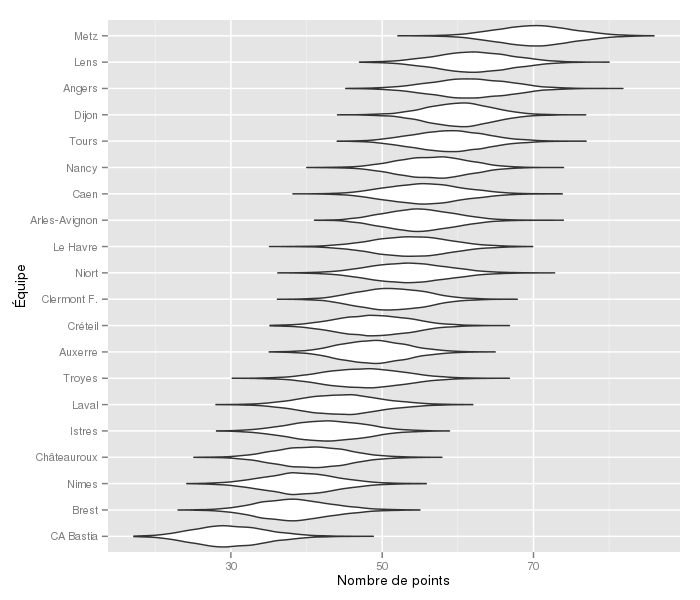 Metz
Lens
Angers
Dijon
Tours
Nancy
Caen
Arles-Avignon
Le Havre
Niort
Clermont F.
Créteil
Auxerre
Troyes
Laval
Istres
Châteauroux
Nimes
Brest
CA Bastia
Équipe
30 50 70
Nombre de points